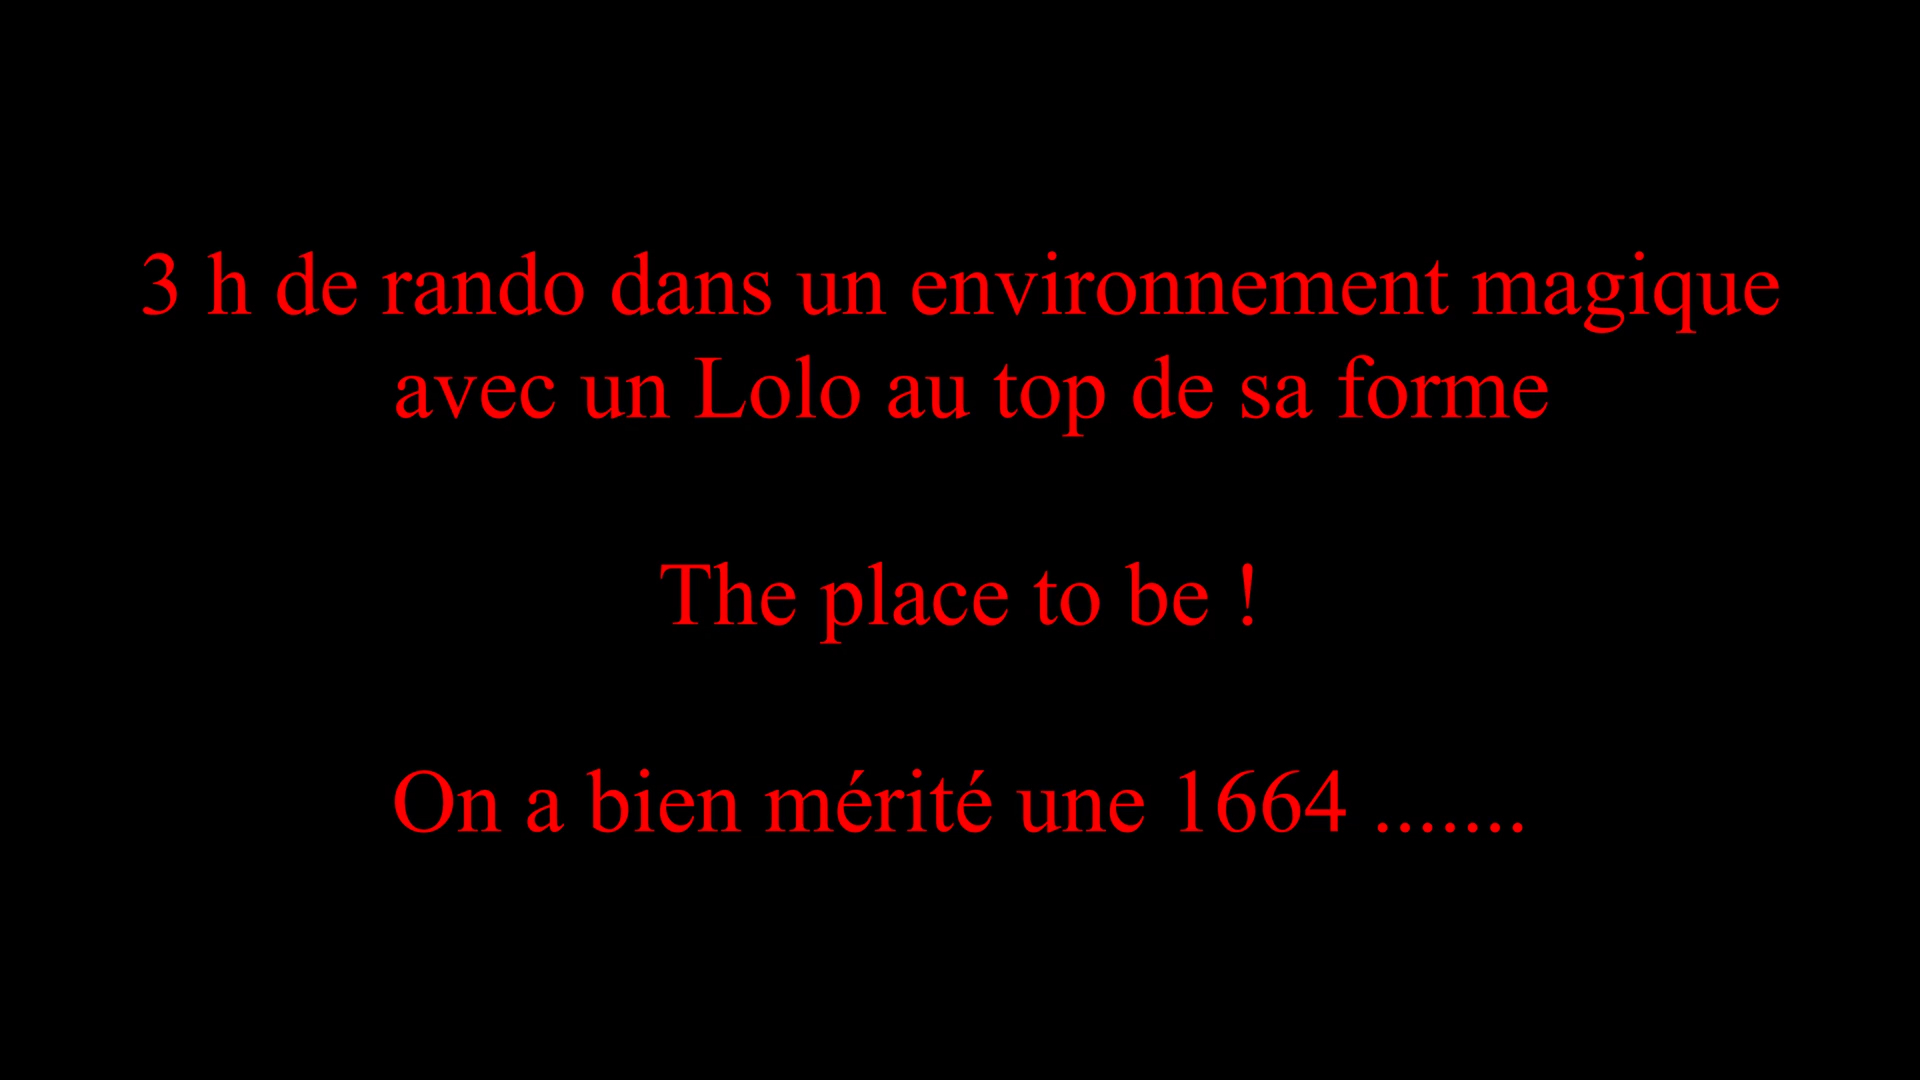 3 h de rando dans un environnement magique
avec un Lolo au top de sa forme
The place to be !
On a bien mérité une 1664 .......